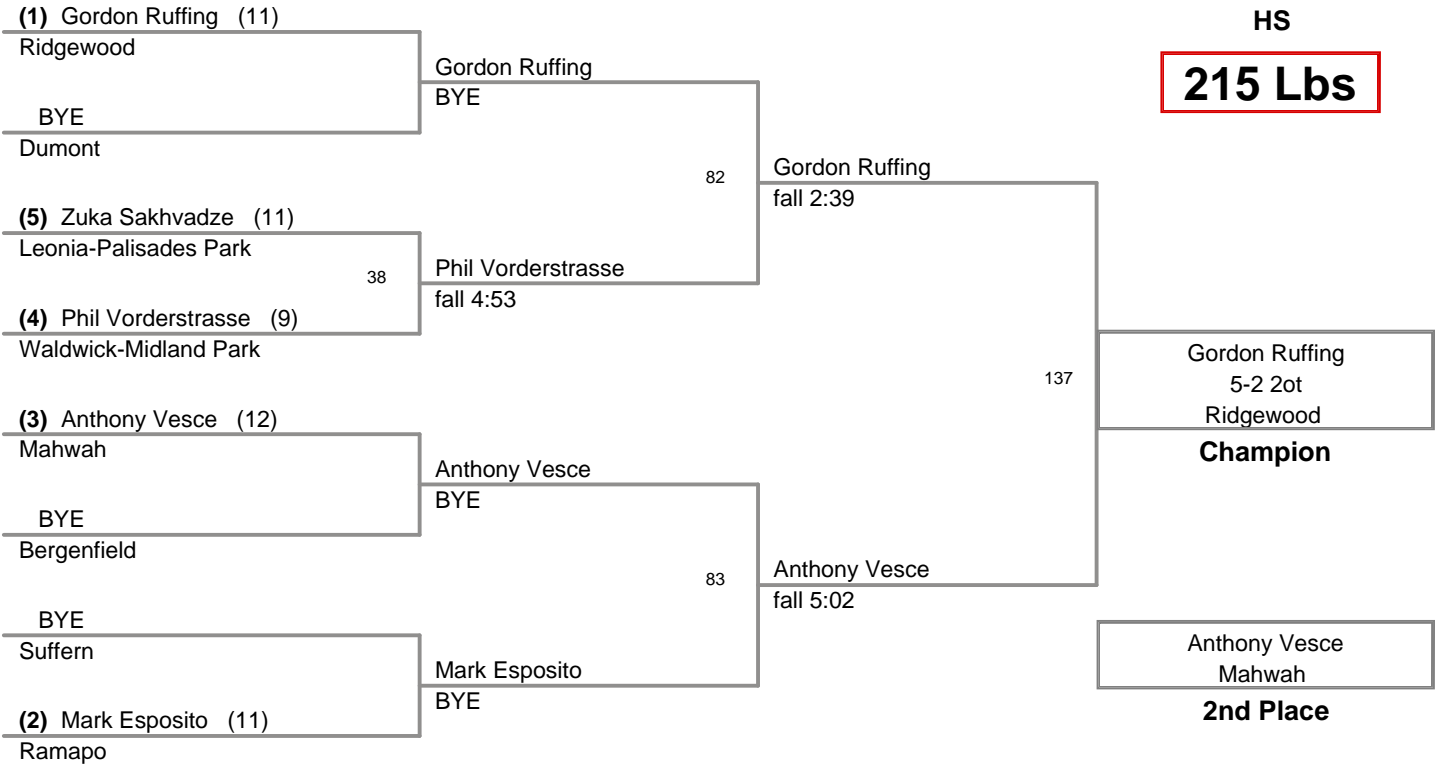 (1) Gordon Ruffing (11)
Ridgewood
BYE
Dumont
(5) Zuka Sakhvadze (11)
Leonia-Palisades Park
38
(4) Phil Vorderstrasse (9)
Waldwick-Midland Park
(3) Anthony Vesce (12)
Mahwah
BYE
Bergenfield
BYE
Suffern
(2) Mark Esposito (11)
Ramapo
Gordon Ruffing
BYE
82
Phil Vorderstrasse
fall 4:53
Anthony Vesce
BYE
83
Mark Esposito
BYE
Gordon Ruffing
fall 2:39
137
Anthony Vesce
fall 5:02
HS
215 Lbs
Gordon Ruffing
5-2 2ot
Ridgewood
Champion
Anthony Vesce
Mahwah
2nd Place